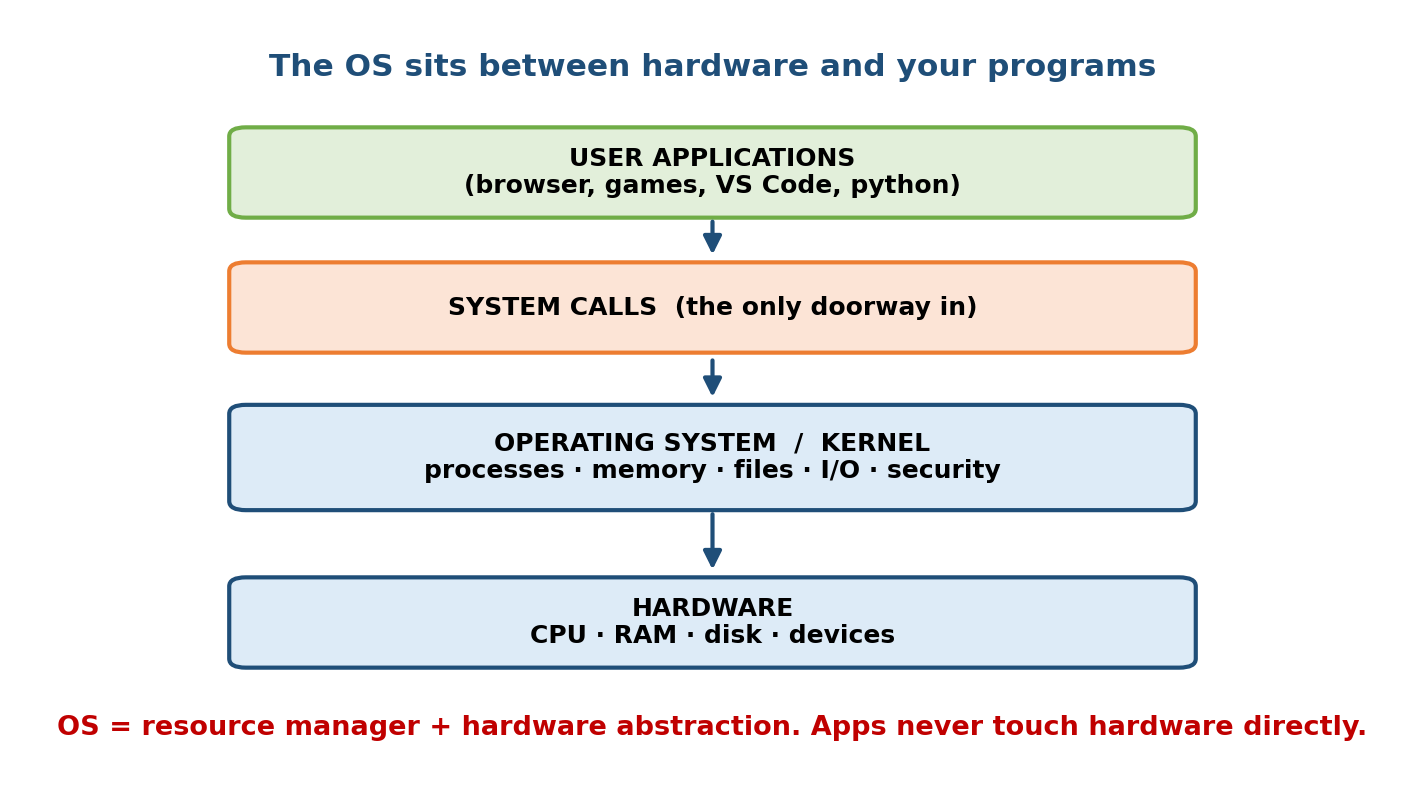 The OS sits between hardware and your programs
USER APPLICATIONS
(browser, games, VS Code, python)
SYSTEM CALLS  (the only doorway in)
OPERATING SYSTEM  /  KERNEL
processes · memory · files · I/O · security
HARDWARE
CPU · RAM · disk · devices
OS = resource manager + hardware abstraction. Apps never touch hardware directly.